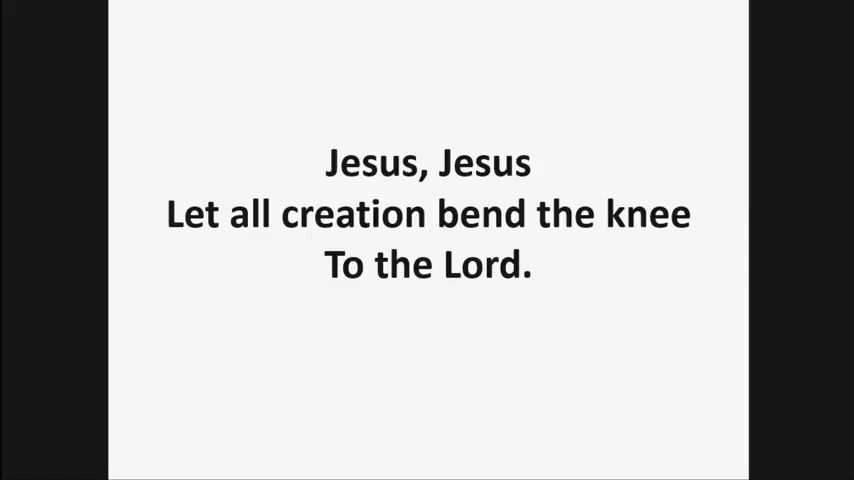 Jesus, Jesus
Let all creation bend the knee
To the Lord.